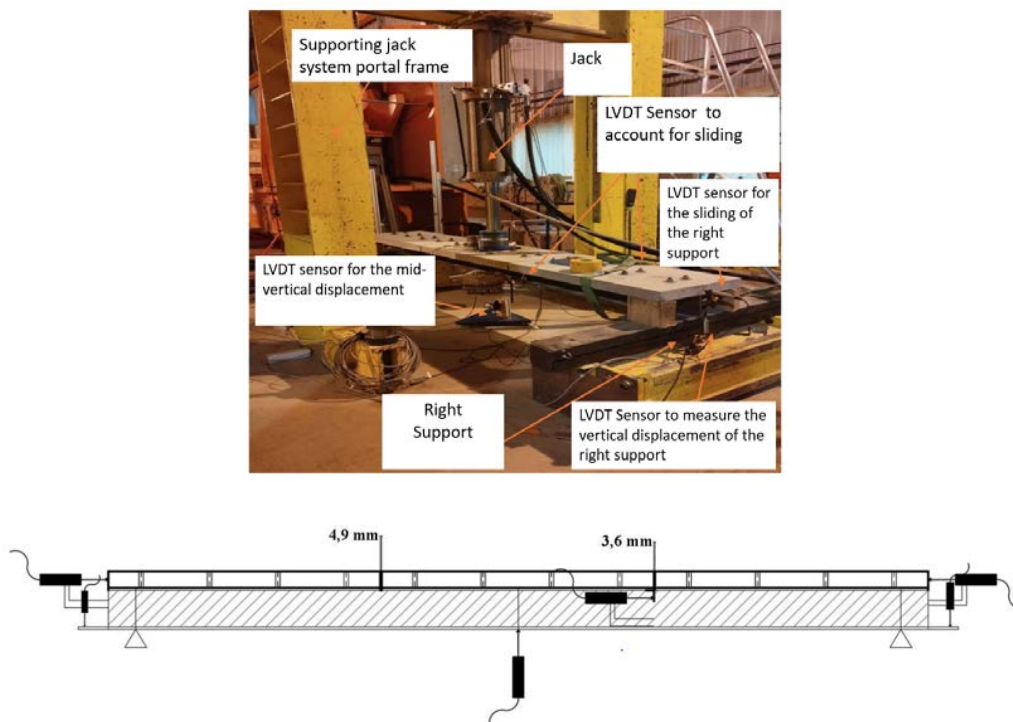 Supporting jack
system portal frame
Jack
LVDT Sensor to
account for sliding
LVDT sensor for
the sliding of
the right
support
LVDT sensor for the mid-
vertical displacement
Right
Support
LVDT Sensor to measure the
vertical displacement of the
right support
4,9 mm
3,6 mm